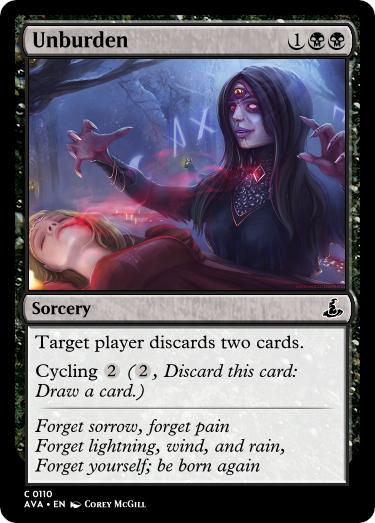 Unburden 1
Sorcery
Target player discards two cards.
Cycling 2 (2, Discard this card:
Draw a card.)
Forget sorrow, forget pain
Forget lightning, wind, and rain,
Forget yourself; be born again
C 0110
AVA • EN Corey McGill